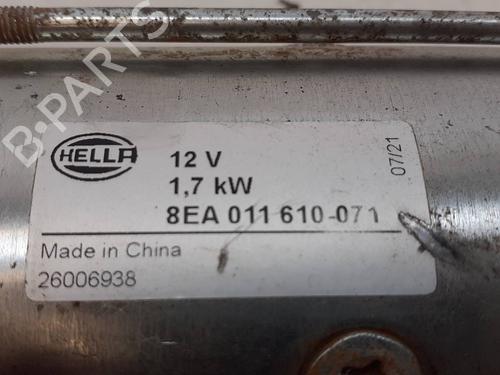 B-PARTS
HELLA
12 V
1,7 kW
8EA 011 610-071
07/21
Made in China
26006938